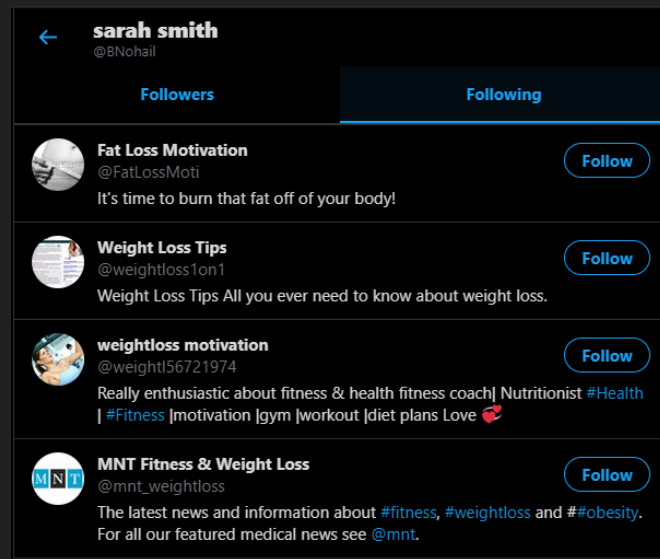 sarah smith
@BNohail
Followers Following
Fat Loss Motivation
@FatLossMoti
Follow
It's time to burn that fat off of your body!
Weight Loss Tips
@weightloss1on1
Follow
Weight Loss Tips All you ever need to know about weight loss.
weightloss motivation
@weightl56721974
Follow
Really enthusiastic about fitness & health fitness coach| Nutritionist #Health
| #Fitness |motivation |gym |workout |diet plans Love 💞
MNT
MNT Fitness & Weight Loss
@mnt_weightloss
Follow
The latest news and information about #fitness, #weightloss and ##obesity.
For all our featured medical news see @mnt.